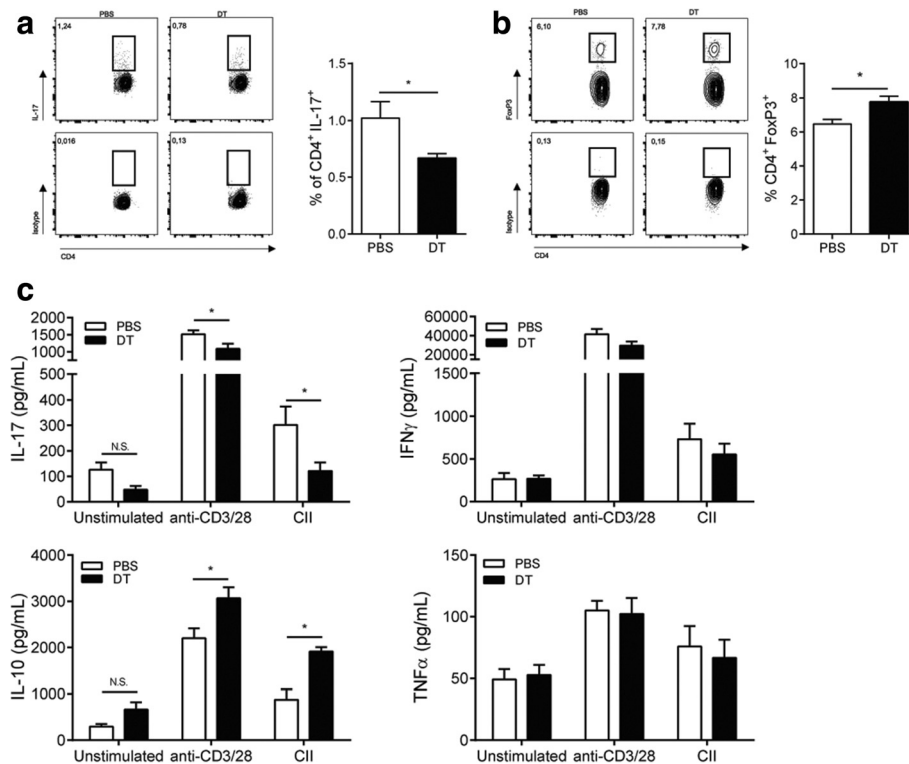 a
PBS
DT
1,24
0,78
IL-17
0,016
0,13
Isotype
CD4
% of CD4+ IL-17+
1.5
1.0
0.5
0.0
*
PBS
DT
b
PBS
DT
6,10
7,78
FoxP3
0,13
0,15
Isotype
CD4
% CD4+ FoxP3+
10
8
6
4
2
0
*
PBS
DT
c
IL-17 (pg/mL)
2000
1500
1000
500
400
300
200
100
0
PBS
DT
N.S.
*
*
Unstimulated
anti-CD3/28
CII
IFNγ (pg/mL)
60000
40000
20000
1500
1000
500
0
PBS
DT
Unstimulated
anti-CD3/28
CII
IL-10 (pg/mL)
4000
3000
2000
1000
0
PBS
DT
N.S.
*
*
Unstimulated
anti-CD3/28
CII
TNFα (pg/mL)
150
100
50
0
PBS
DT
Unstimulated
anti-CD3/28
CII